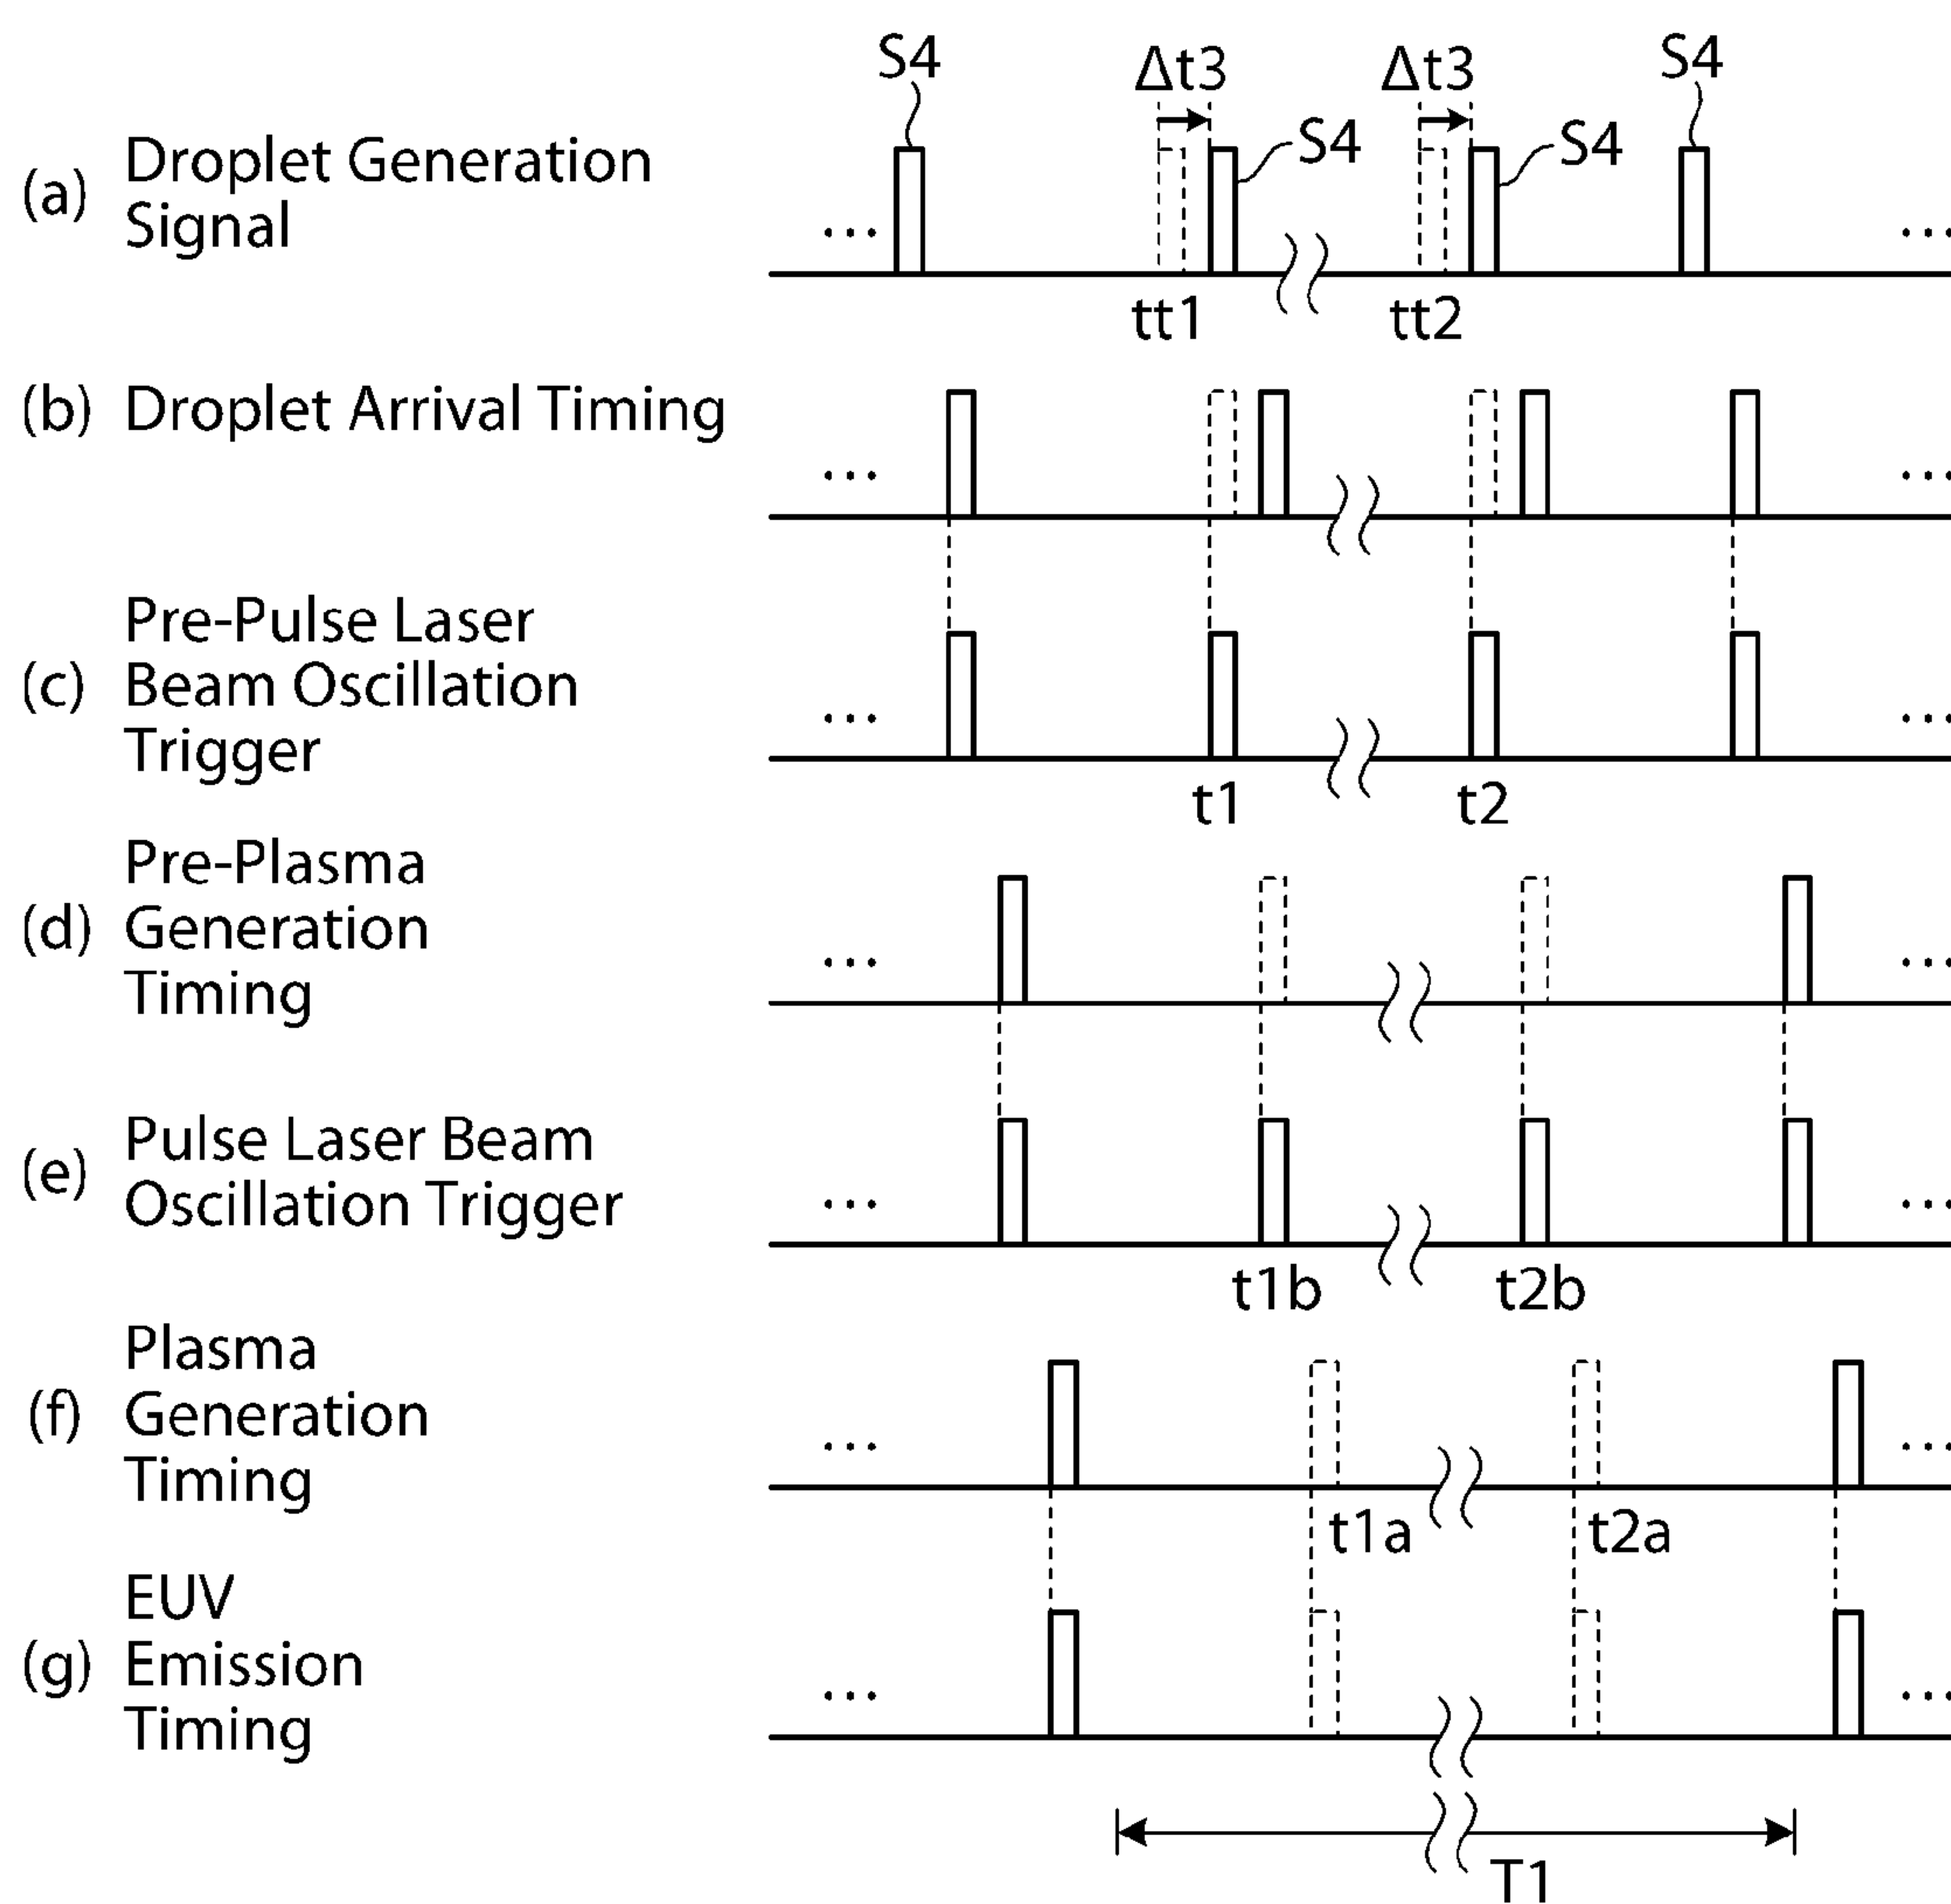 S4 Δt3 Δt3 S4
S4 S4
(a) Droplet Generation
Signal
... ...
tt1 tt2
(b) Droplet Arrival Timing
... ...
Pre-Pulse Laser
(c) Beam Oscillation
Trigger
... ...
t1 t2
Pre-Plasma
(d) Generation
Timing
... ...
(e) Pulse Laser Beam
Oscillation Trigger
... ...
t1b t2b
Plasma
(f) Generation
Timing
... ...
t1a t2a
EUV
(g) Emission
Timing
... ...
T1